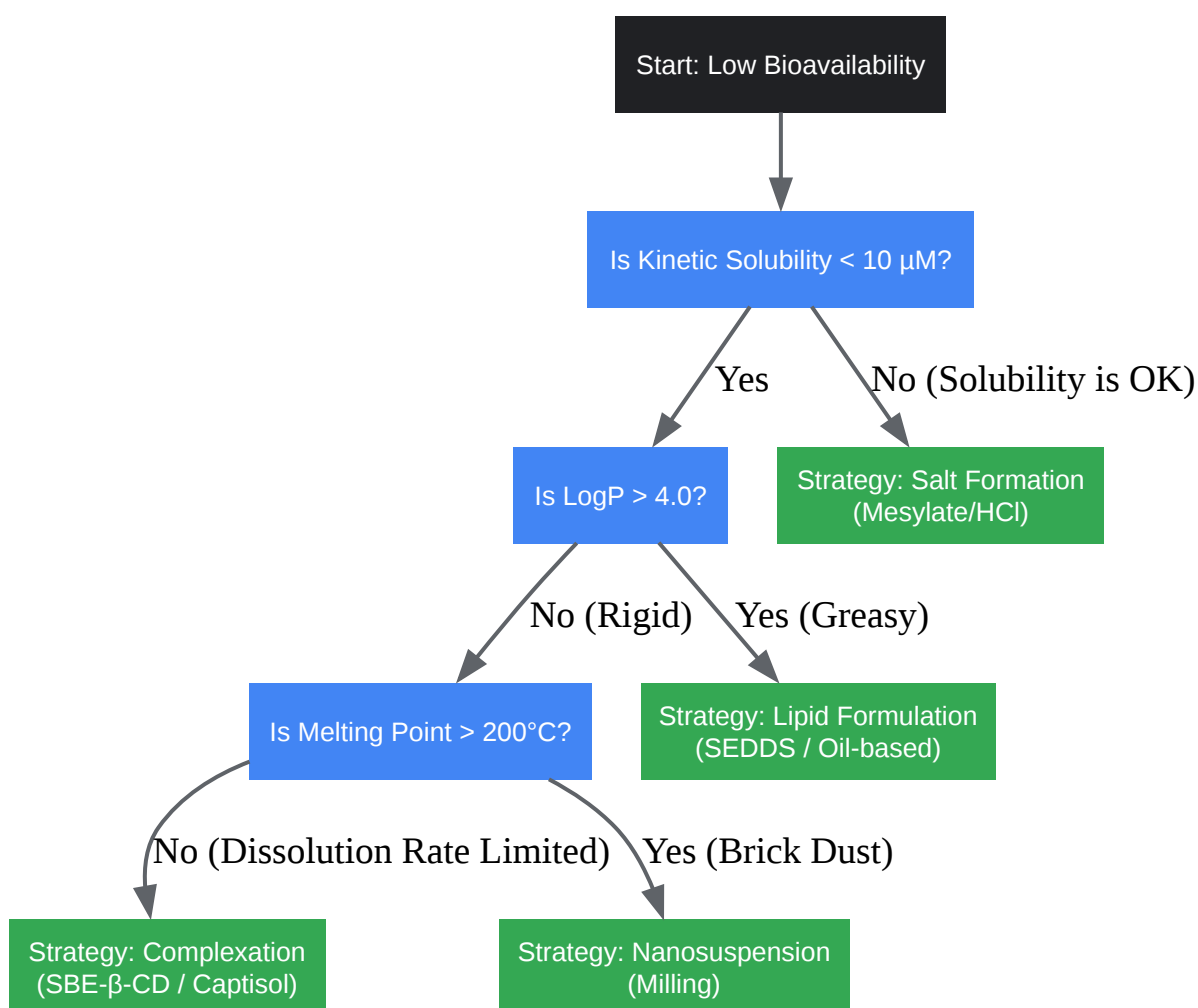 Start: Low Bioavailability
Is Kinetic Solubility < 10 µM?
Yes
No (Solubility is OK)
Is LogP > 4.0?
Strategy: Salt Formation
(Mesylate/HCl)
No (Rigid)
Yes (Greasy)
Is Melting Point > 200°C?
Strategy: Lipid Formulation
(SEDDS / Oil-based)
No (Dissolution Rate Limited)
Yes (Brick Dust)
Strategy: Complexation
(SBE-β-CD / Captisol)
Strategy: Nanosuspension
(Milling)